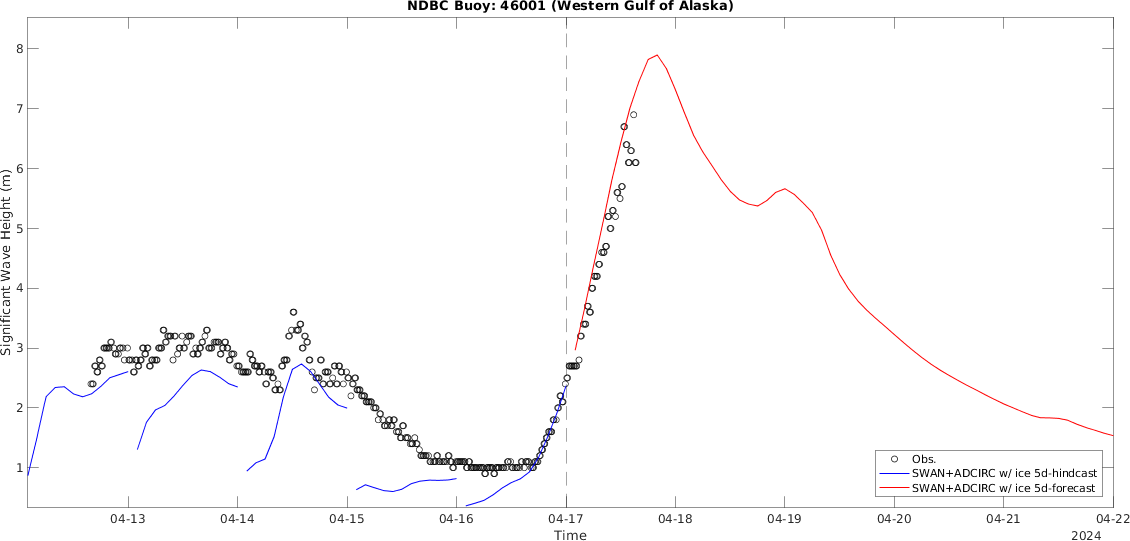 NDBC Buoy: 46001 (Western Gulf of Alaska)
8
7
6
5
4
3
2
1
Significant Wave Height (m)
Obs.
SWAN+ADCIRC w/ ice 5d-hindcast
SWAN+ADCIRC w/ ice 5d-forecast
04-13 04-14 04-15 04-16 04-17 04-18 04-19 04-20 04-21 04-22
Time
2024